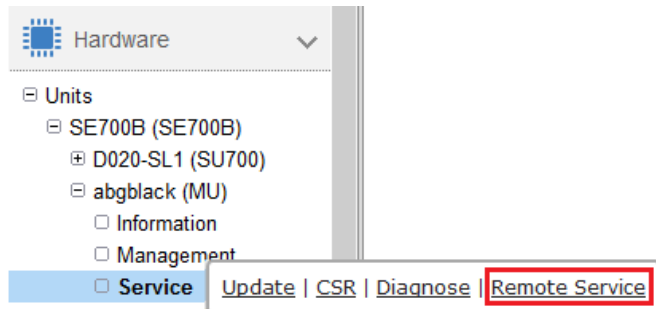 Hardware
Units
SE700B (SE700B)
D020-SL1 (SU700)
abgblack (MU)
Information
Management
Service
Update | CSR | Diagnose | Remote Service